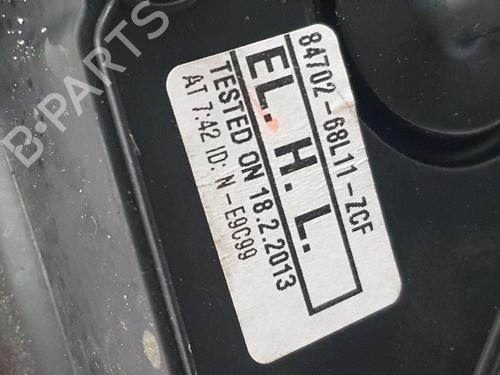 B-PARTS
84702-68L11-ZCF
EL. H. L.
TESTED ON 18.2.2013
AT 7:42 ID: N-E9C99